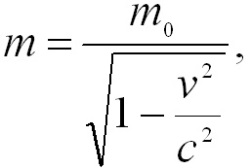 m = m₀ / √(1 − v²/c²),